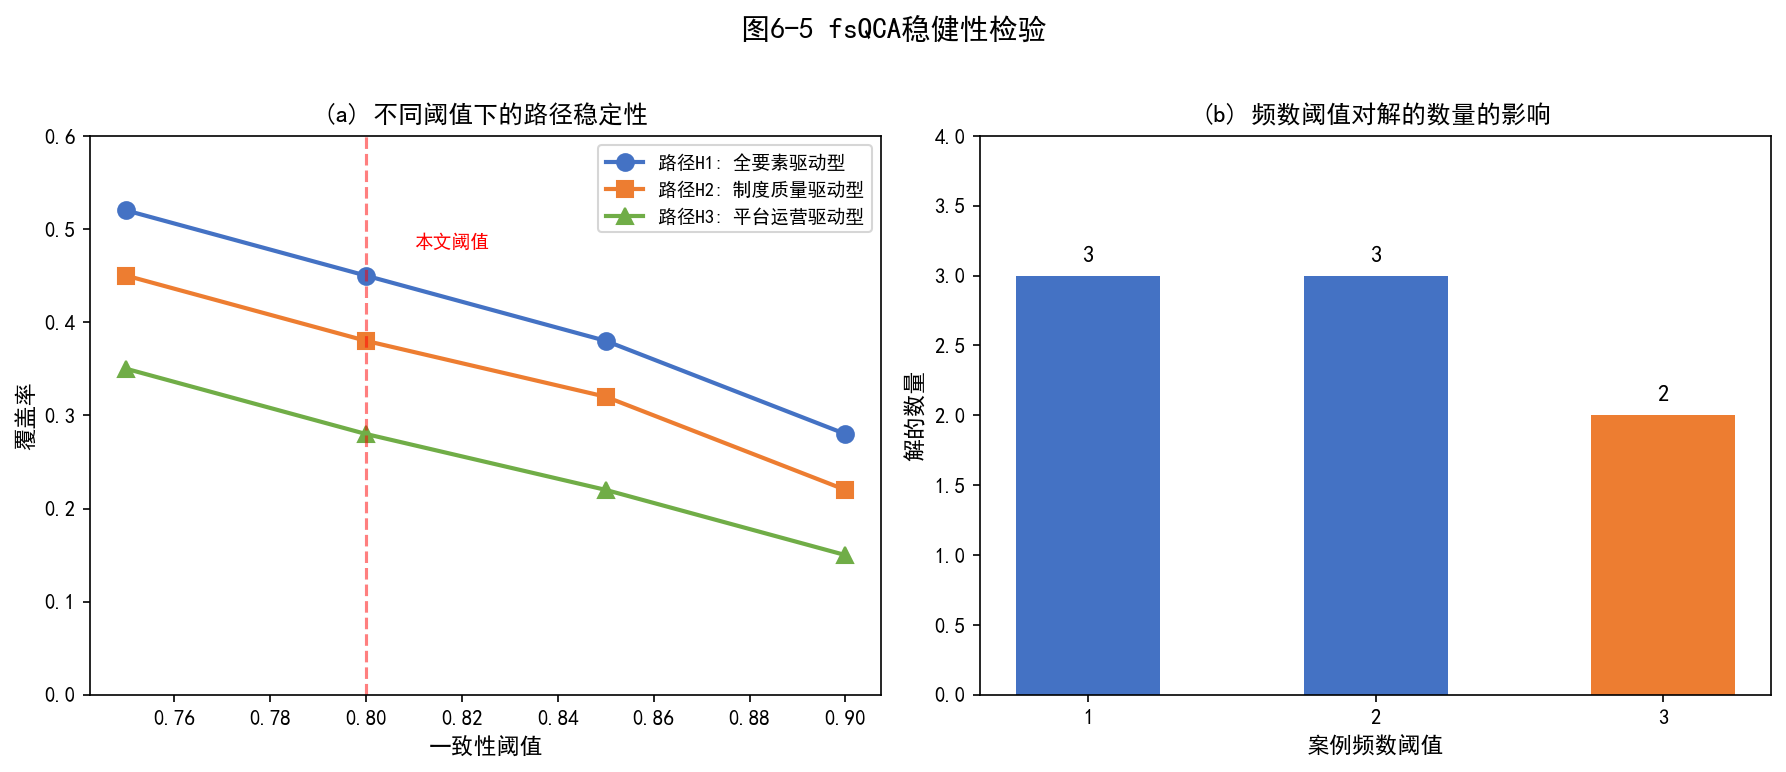 图6-5 fsQCA稳健性检验
(a) 不同阈值下的路径稳定性
0.6
0.5
0.4
0.3
0.2
0.1
0.0
覆盖率
路径H1: 全要素驱动型
路径H2: 制度质量驱动型
路径H3: 平台运营驱动型
本文阈值
0.76 0.78 0.80 0.82 0.84 0.86 0.88 0.90
一致性阈值
(b) 频数阈值对解的数量的影响
4.0
3.5
3.0
2.5
2.0
1.5
1.0
0.5
0.0
解的数量
3 3 2
1 2 3
案例频数阈值